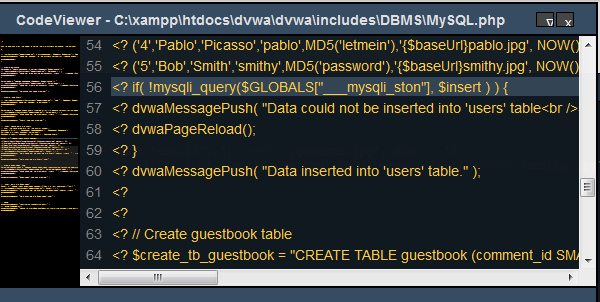 CodeViewer - C:\xampp\htdocs\dvwa\dvwa\includes\DBMS\MySQL.php
54 <? ('4','Pablo','Picasso','pablo',MD5('letmein'),'{$baseUrl}pablo.jpg', NOW()
55 <? ('5','Bob','Smith','smithy',MD5('password'),'{$baseUrl}smithy.jpg', NOW()
56 <? if( !mysqli_query($GLOBALS["___mysqli_ston"], $insert ) ) {
57 <? dvwaMessagePush( "Data could not be inserted into 'users' table<br />
58 <? dvwaPageReload();
59 <? }
60 <? dvwaMessagePush( "Data inserted into 'users' table." );
61 <?
62 <?
63 <? // Create guestbook table
64 <? $create_tb_guestbook = "CREATE TABLE guestbook (comment_id SMA